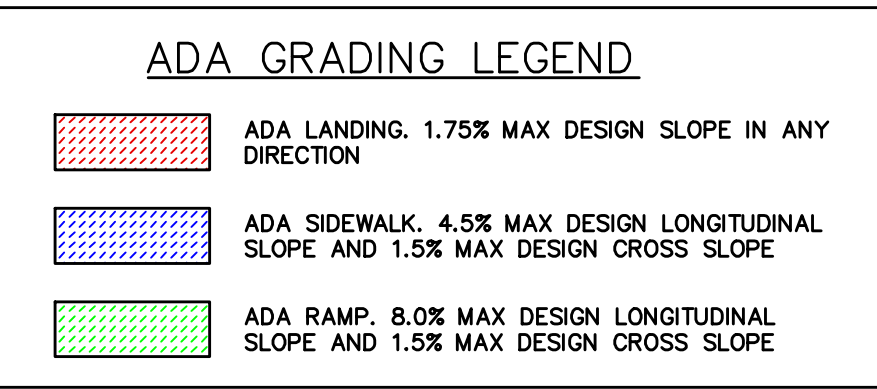 ADA GRADING LEGEND
ADA LANDING. 1.75% MAX DESIGN SLOPE IN ANY
DIRECTION
ADA SIDEWALK. 4.5% MAX DESIGN LONGITUDINAL
SLOPE AND 1.5% MAX DESIGN CROSS SLOPE
ADA RAMP. 8.0% MAX DESIGN LONGITUDINAL
SLOPE AND 1.5% MAX DESIGN CROSS SLOPE